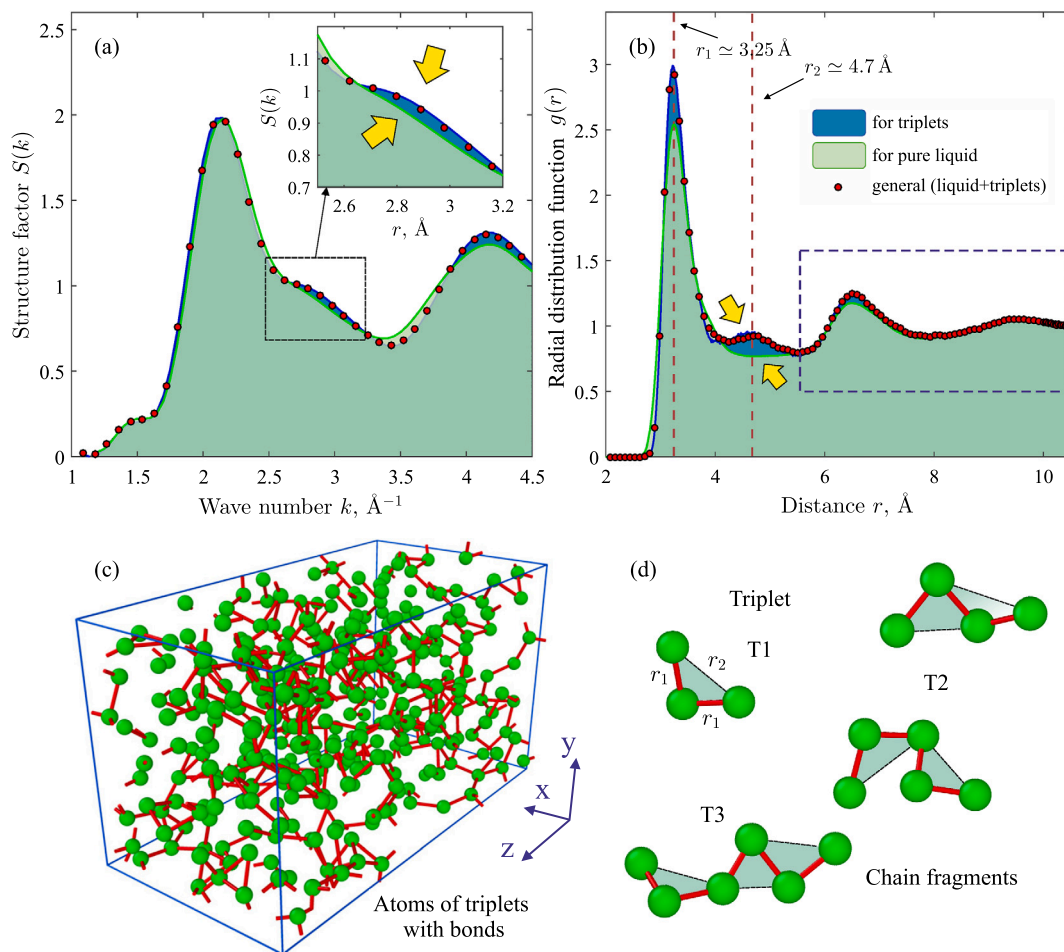 (a)
Structure factor S(k)
2.5
2
1.5
1
0.5
0
1
1.5
2
2.5
3
3.5
4
4.5
Wave number k, Å⁻¹
S(k)
1.1
1
0.9
0.8
0.7
2.6
2.8
3
3.2
r, Å
(b)
Radial distribution function g(r)
3
2.5
2
1.5
1
0.5
0
2
4
6
8
10
Distance r, Å
r₁ ≃ 3.25 Å
r₂ ≃ 4.7 Å
for triplets
for pure liquid
general (liquid+triplets)
(c)
y
x
z
Atoms of triplets
with bonds
(d)
Triplet
T1
r₁
r₂
r₁
T2
T3
Chain fragments